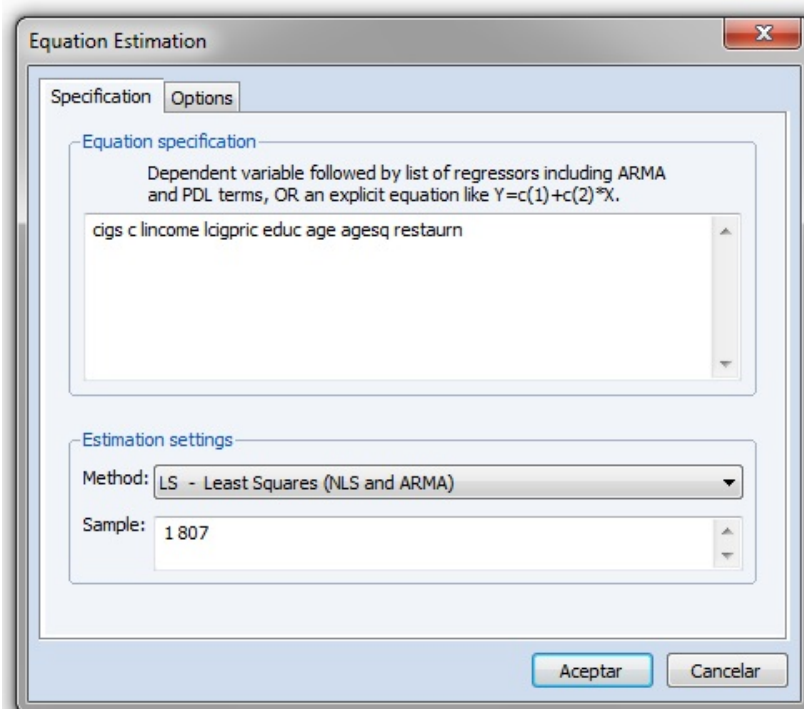 Equation Estimation
Specification
Options
Equation specification
Dependent variable followed by list of regressors including ARMA
and PDL terms, OR an explicit equation like Y=c(1)+c(2)*X.
cigs c lincome lcigpric educ age agesq restaurn
Estimation settings
Method: LS - Least Squares (NLS and ARMA)
Sample: 1 807
Aceptar
Cancelar